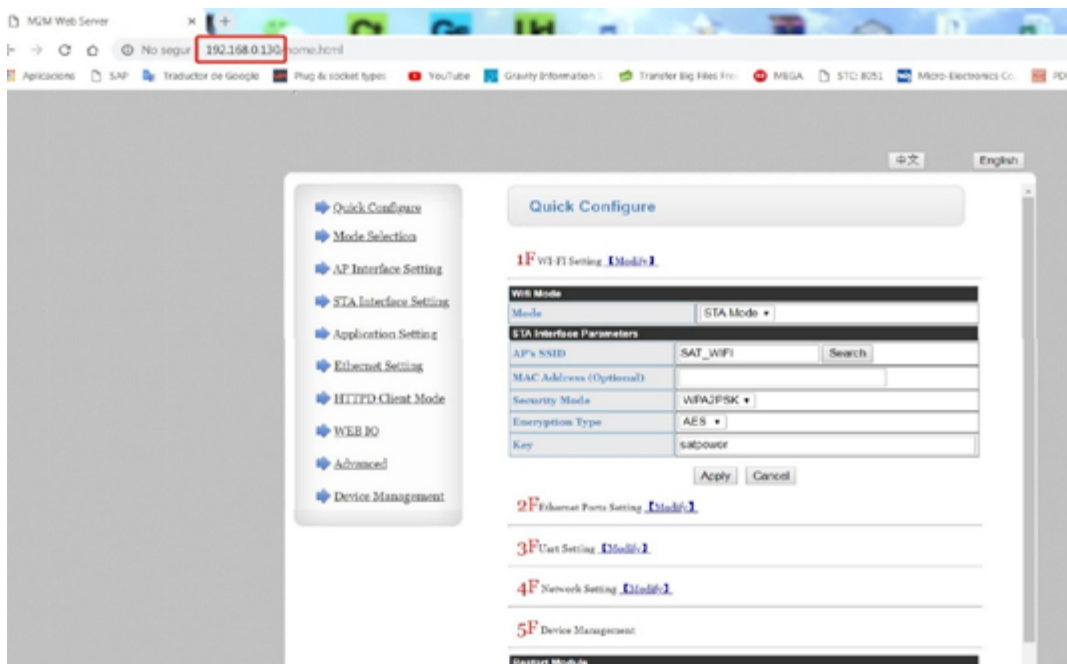 M2M Web Server
No segur 192.168.0.130/home.html
Aplicacions SAP Traductor de Google Plug & socket types YouTube Gravity Information Transfer Big Files Fre MEGA STC: 8051 Micro-Electronics Co.
中文 English
Quick Configure
Mode Selection
AP Interface Setting
STA Interface Setting
Application Setting
Ethernet Setting
HTTPD Client Mode
WEB IO
Advanced
Device Management
Quick Configure
1F WI-FI Setting 【Modify】
Wifi Mode
Mode STA Mode
STA Interface Parameters
AP's SSID SAT_WIFI Search
MAC Address (Optional)
Security Mode WPA2PSK
Encryption Type AES
Key satpower
Apply Cancel
2F Ethernet Ports Setting 【Modify】
3F Uart Setting 【Modify】
4F Network Setting 【Modify】
5F Device Management
Restart Module